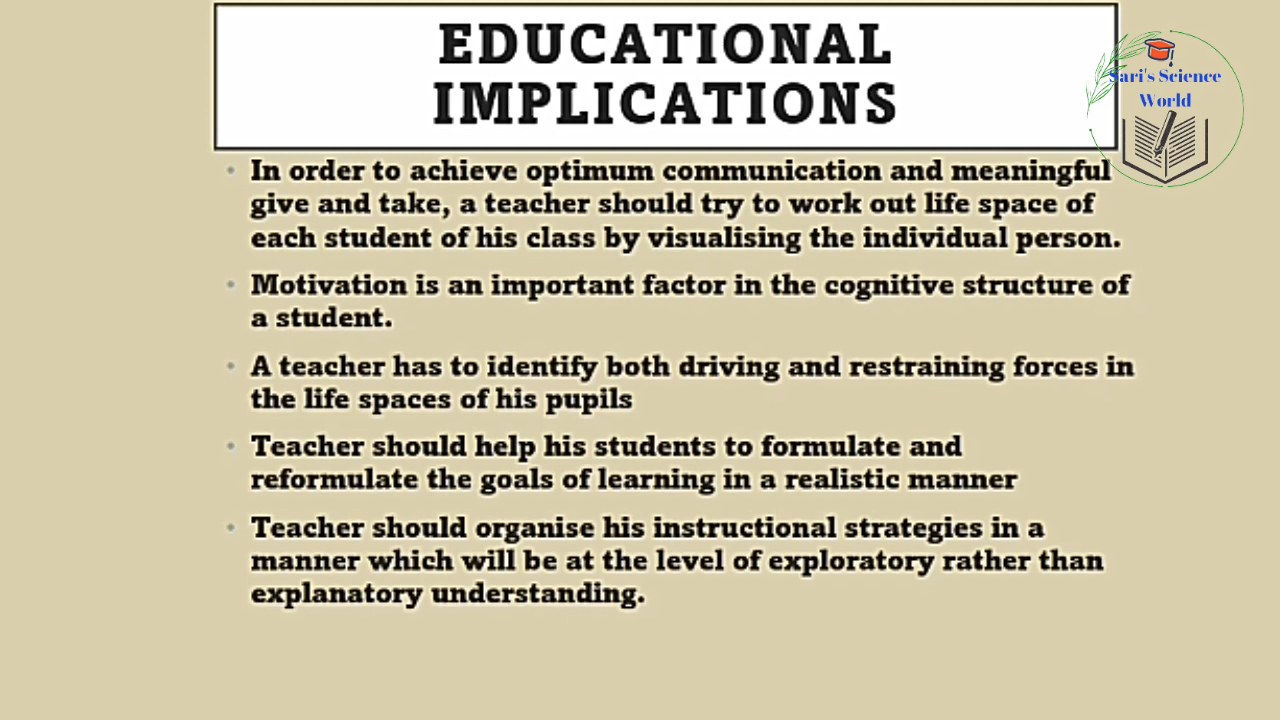 EDUCATIONAL
IMPLICATIONS
Sari's Science
World
• In order to achieve optimum communication and meaningful
give and take, a teacher should try to work out life space of
each student of his class by visualising the individual person.
• Motivation is an important factor in the cognitive structure of
a student.
• A teacher has to identify both driving and restraining forces in
the life spaces of his pupils
• Teacher should help his students to formulate and
reformulate the goals of learning in a realistic manner
• Teacher should organise his instructional strategies in a
manner which will be at the level of exploratory rather than
explanatory understanding.